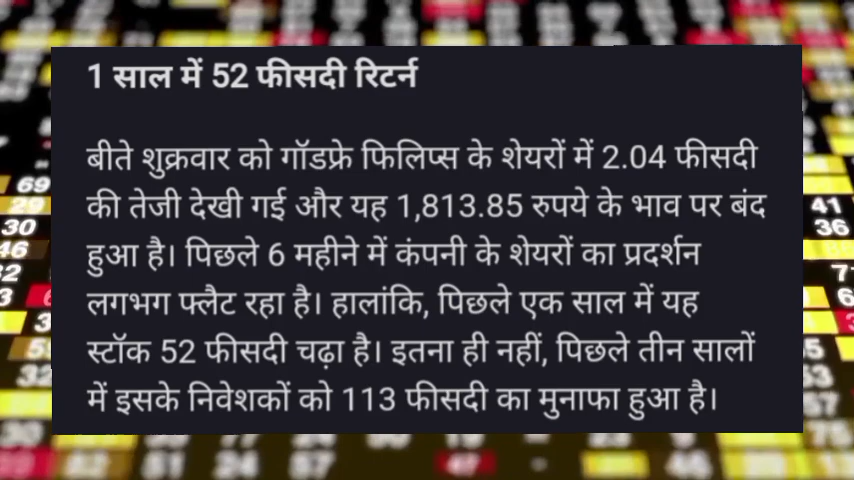 1 साल में 52 फीसदी रिटर्न
बीते शुक्रवार को गॉडफ्रे फिलिप्स के शेयरों में 2.04 फीसदी
की तेजी देखी गई और यह 1,813.85 रुपये के भाव पर बंद
हुआ है। पिछले 6 महीने में कंपनी के शेयरों का प्रदर्शन
लगभग फ्लैट रहा है। हालांकि, पिछले एक साल में यह
स्टॉक 52 फीसदी चढ़ा है। इतना ही नहीं, पिछले तीन सालों
में इसके निवेशकों को 113 फीसदी का मुनाफा हुआ है।